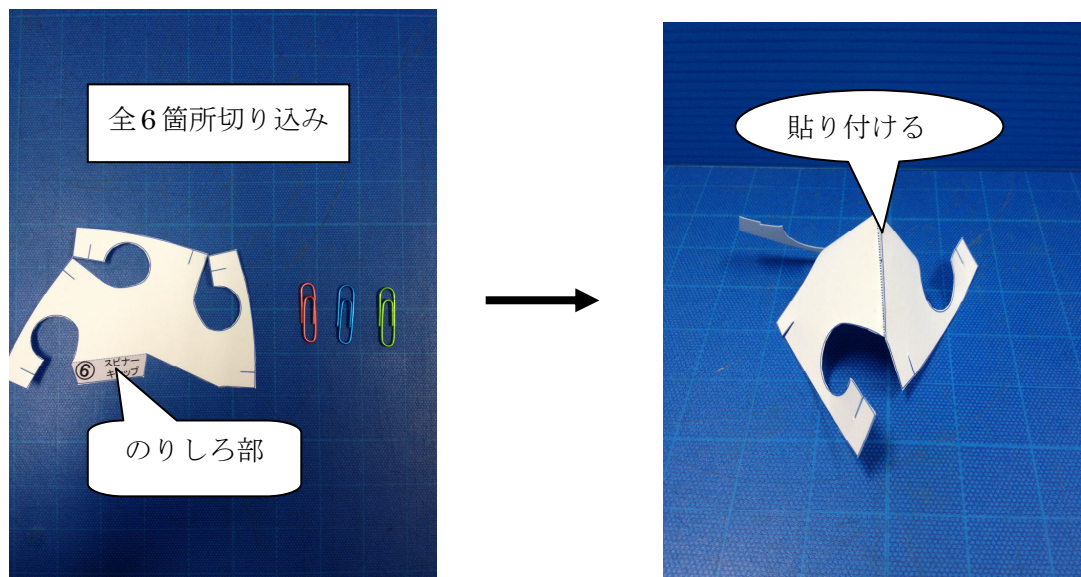 全６箇所切り込み
貼り付ける
⑥ スピナー
キャップ
のりしろ部